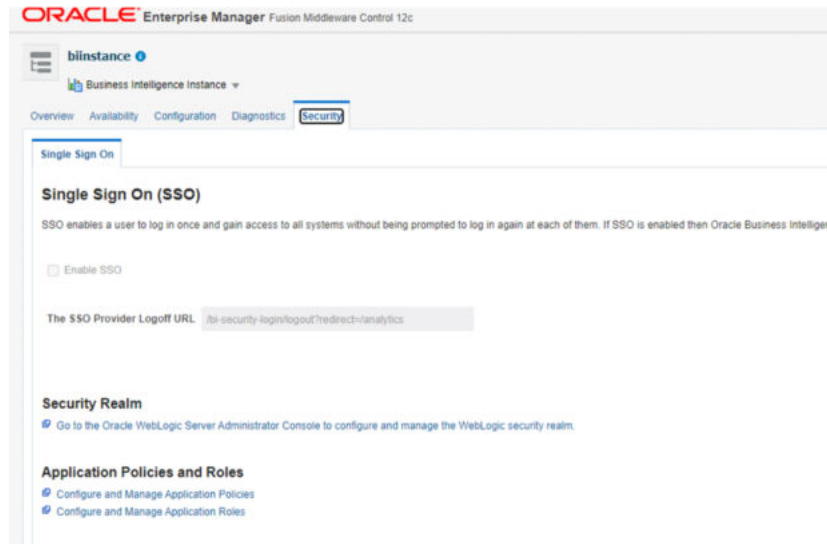 ORACLE Enterprise Manager Fusion Middleware Control 12c
biinstance
Business Intelligence Instance
Overview Availability Configuration Diagnostics Security
Single Sign On
Single Sign On (SSO)
SSO enables a user to log in once and gain access to all systems without being prompted to log in again at each of them. If SSO is enabled then Oracle Business Intelliger
Enable SSO
The SSO Provider Logoff URL /bi-security-login/logout?redirect=/analytics
Security Realm
Go to the Oracle WebLogic Server Administrator Console to configure and manage the WebLogic security realm.
Application Policies and Roles
Configure and Manage Application Policies
Configure and Manage Application Roles